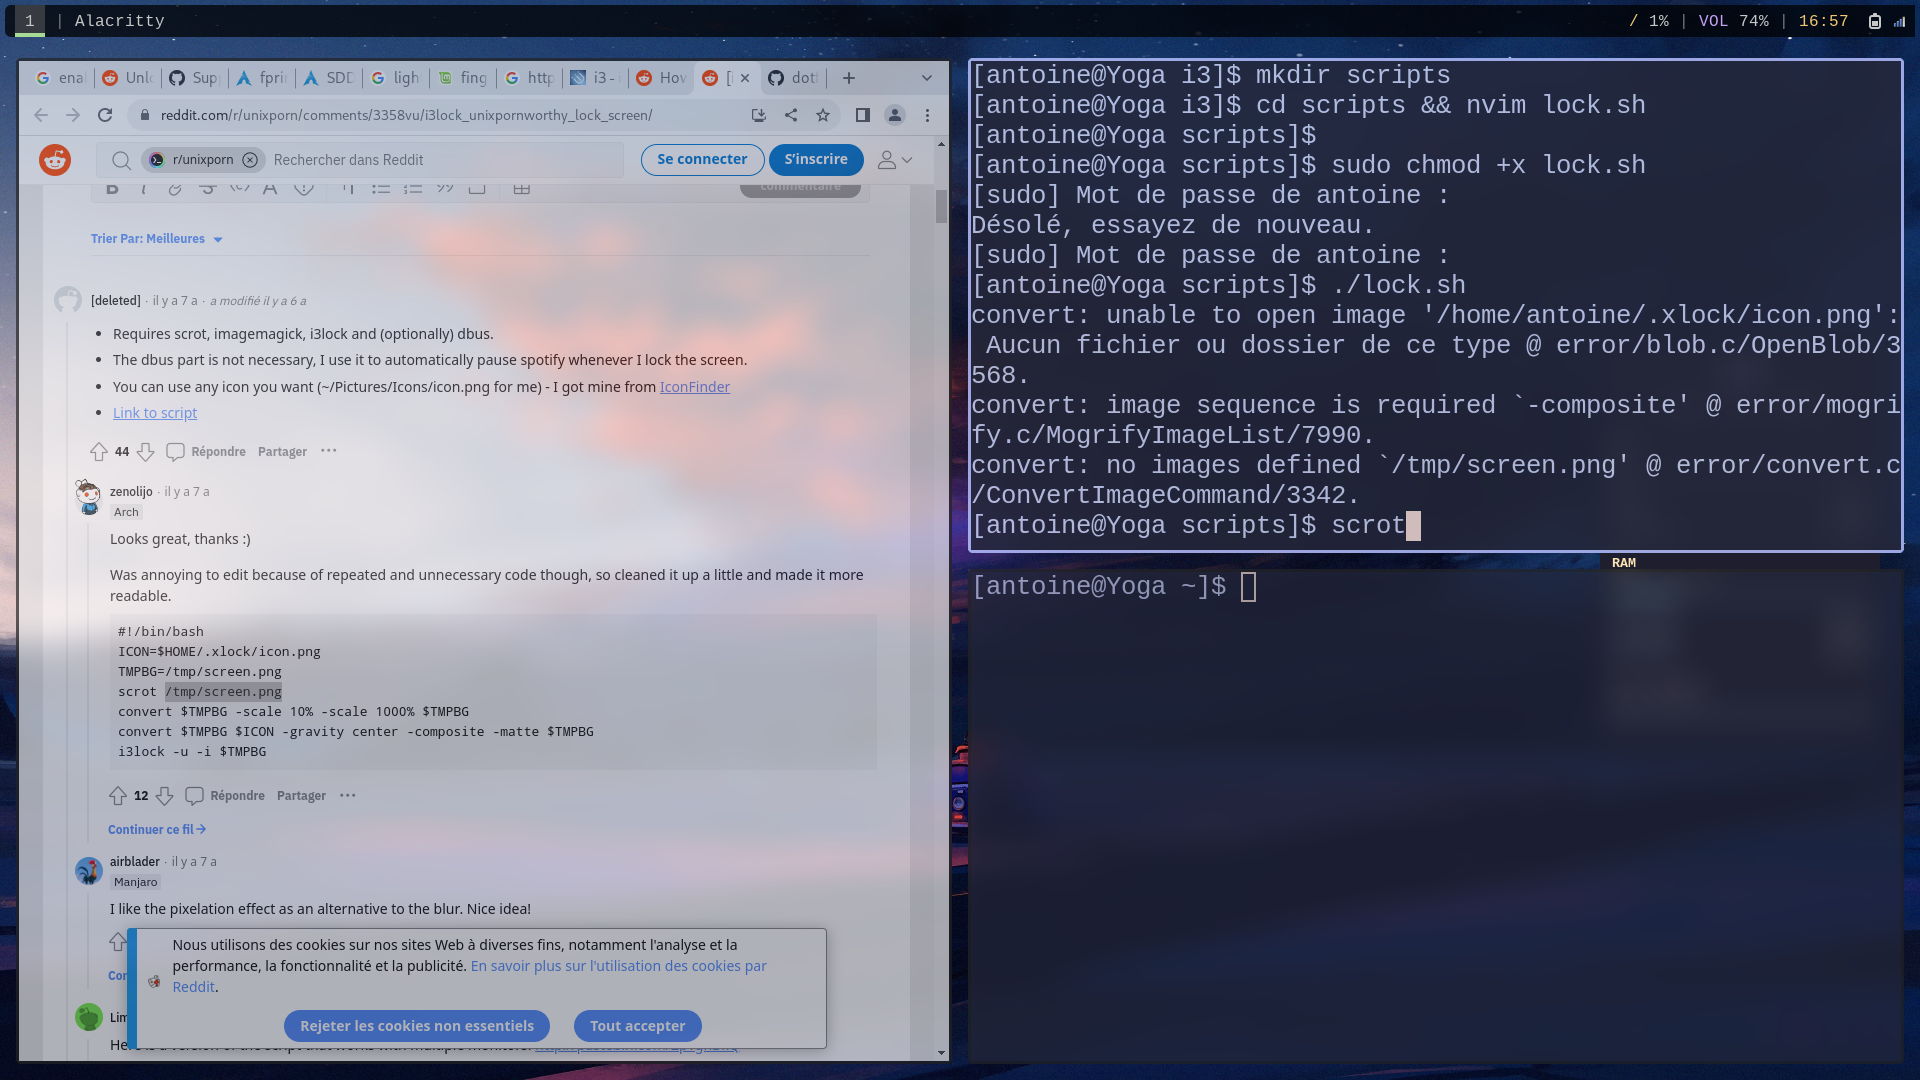 1 | Alacritty
/ 1% | VOL 74% | 16:57
ena
Unl
Sup
fprin
SDD
ligh
fing
http
i3 -
Hov
[i
dotf
reddit.com/r/unixporn/comments/3358vu/i3lock_unixpornworthy_lock_screen/
r/unixporn
Rechercher dans Reddit
Se connecter
S'inscrire
commentaire
Trier Par: Meilleures
[deleted] · il y a 7 a · a modifié il y a 6 a
• Requires scrot, imagemagick, i3lock and (optionally) dbus.
• The dbus part is not necessary, I use it to automatically pause spotify whenever I lock the screen.
• You can use any icon you want (~/Pictures/Icons/icon.png for me) - I got mine from IconFinder
• Link to script
44 Répondre Partager ···
zenolijo · il y a 7 a
Arch
Looks great, thanks :)
Was annoying to edit because of repeated and unnecessary code though, so cleaned it up a little and made it more
readable.
#!/bin/bash
ICON=$HOME/.xlock/icon.png
TMPBG=/tmp/screen.png
scrot /tmp/screen.png
convert $TMPBG -scale 10% -scale 1000% $TMPBG
convert $TMPBG $ICON -gravity center -composite -matte $TMPBG
i3lock -u -i $TMPBG
12 Répondre Partager ···
Continuer ce fil
airblader · il y a 7 a
Manjaro
I like the pixelation effect as an alternative to the blur. Nice idea!
Con
Lim
Nous utilisons des cookies sur nos sites Web à diverses fins, notamment l'analyse et la
performance, la fonctionnalité et la publicité. En savoir plus sur l'utilisation des cookies par
Reddit.
Rejeter les cookies non essentiels
Tout accepter
[antoine@Yoga i3]$ mkdir scripts
[antoine@Yoga i3]$ cd scripts && nvim lock.sh
[antoine@Yoga scripts]$
[antoine@Yoga scripts]$ sudo chmod +x lock.sh
[sudo] Mot de passe de antoine :
Désolé, essayez de nouveau.
[sudo] Mot de passe de antoine :
[antoine@Yoga scripts]$ ./lock.sh
convert: unable to open image '/home/antoine/.xlock/icon.png':
 Aucun fichier ou dossier de ce type @ error/blob.c/OpenBlob/3
568.
convert: image sequence is required `-composite' @ error/mogri
fy.c/MogrifyImageList/7990.
convert: no images defined `/tmp/screen.png' @ error/convert.c
/ConvertImageCommand/3342.
[antoine@Yoga scripts]$ scrot
RAM
[antoine@Yoga ~]$